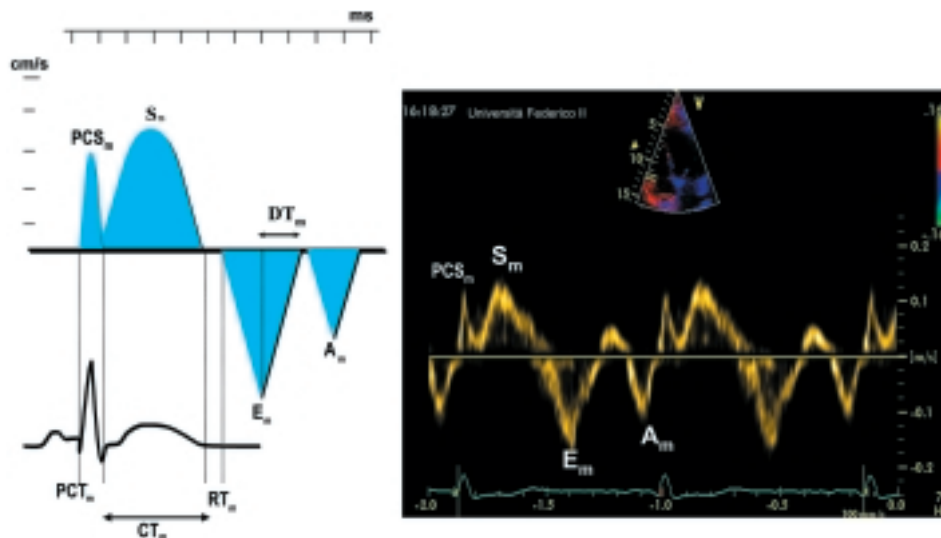 ms
cm/s
PCSm
Sm
DTm
Am
Em
PCTm
RTm
CTm
16:18:27 Università Federico II
V
10
15
PCSm
Sm
Em
Am
0.2
0.1
[m/s]
-0.1
-0.2
-2.0
-1.5
-1.0
-0.5
0.0